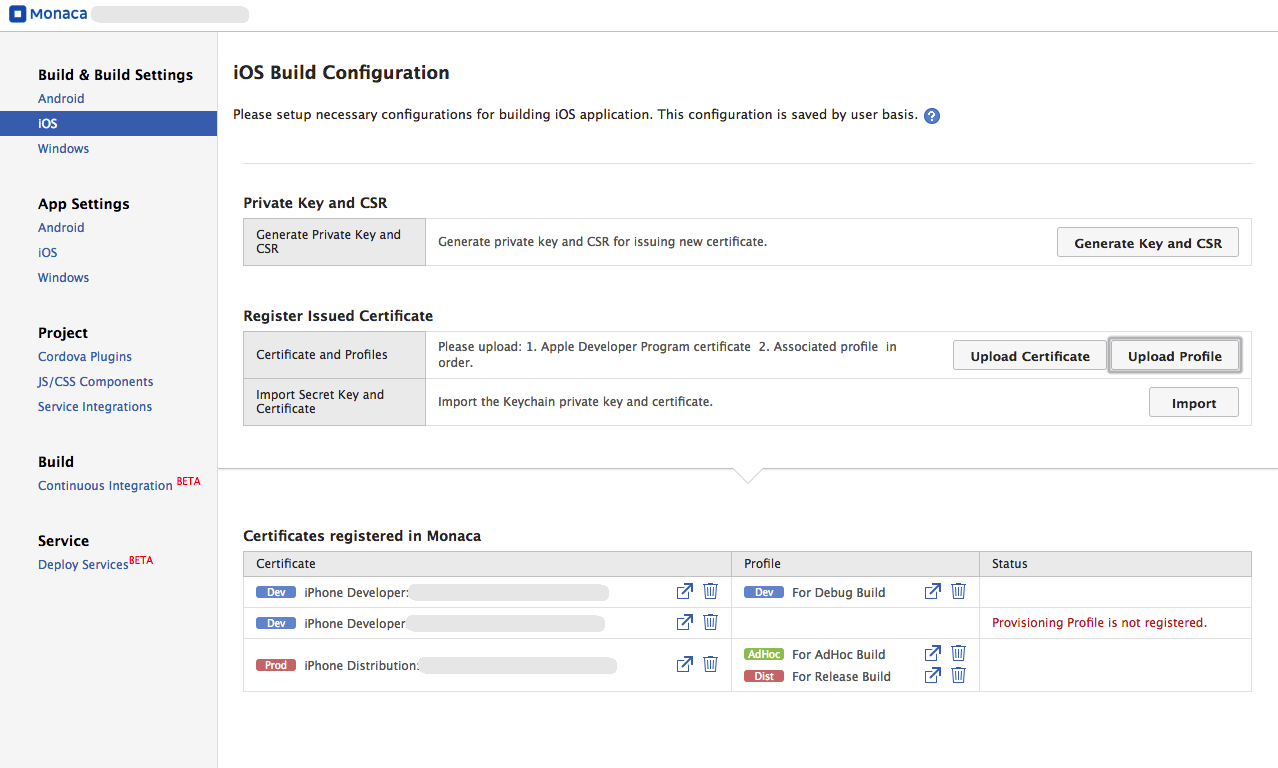 Monaca
Build & Build Settings
Android
iOS
Windows
App Settings
Android
iOS
Windows
Project
Cordova Plugins
JS/CSS Components
Service Integrations
Build
Continuous Integration BETA
Service
Deploy Services BETA
iOS Build Configuration
Please setup necessary configurations for building iOS application. This configuration is saved by user basis. ?
Private Key and CSR
Generate Private Key and
CSR
Generate private key and CSR for issuing new certificate.
Generate Key and CSR
Register Issued Certificate
Certificate and Profiles
Please upload: 1. Apple Developer Program certificate 2. Associated profile in
order.
Upload Certificate
Upload Profile
Import Secret Key and
Certificate
Import the Keychain private key and certificate.
Import
Certificates registered in Monaca
Certificate Profile Status
Dev iPhone Developer: Dev For Debug Build
Dev iPhone Developer Provisioning Profile is not registered.
Prod iPhone Distribution: AdHoc For AdHoc Build
Dist For Release Build